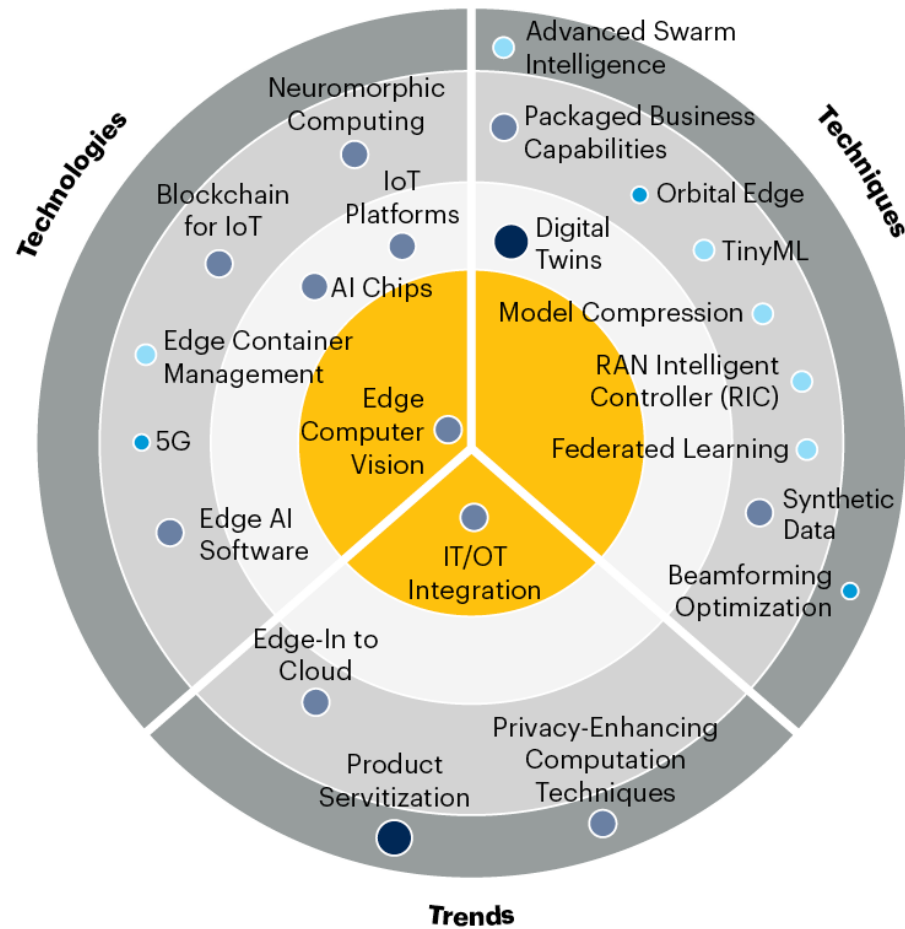 Technologies
Techniques
Trends
Neuromorphic
Computing
Blockchain
for IoT
IoT
Platforms
AI Chips
Edge Container
Management
Edge
Computer
Vision
5G
Edge AI
Software
Advanced Swarm
Intelligence
Packaged Business
Capabilities
Orbital Edge
Digital
Twins
TinyML
Model Compression
RAN Intelligent
Controller (RIC)
Federated Learning
Synthetic
Data
Beamforming
Optimization
IT/OT
Integration
Edge-In to
Cloud
Privacy-Enhancing
Computation
Techniques
Product
Servitization